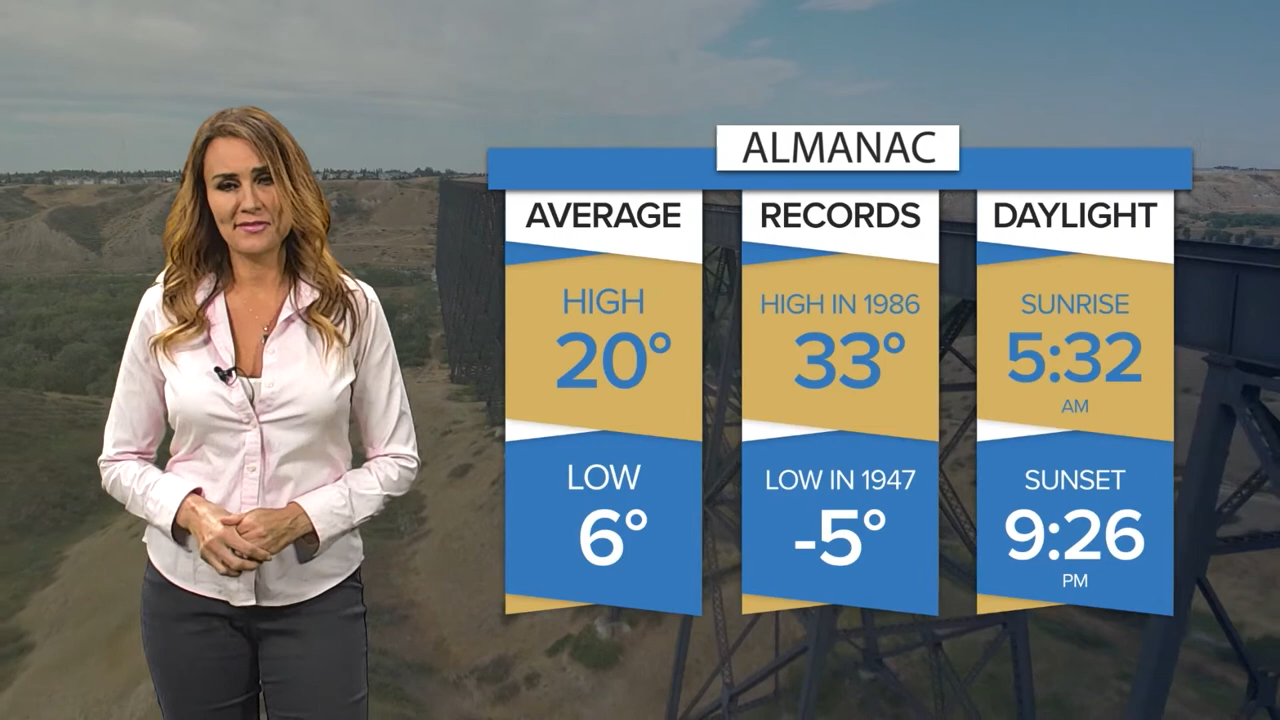 ALMANAC
AVERAGE
HIGH
20°
LOW
6°
RECORDS
HIGH IN 1986
33°
LOW IN 1947
-5°
DAYLIGHT
SUNRISE
5:32
AM
SUNSET
9:26
PM